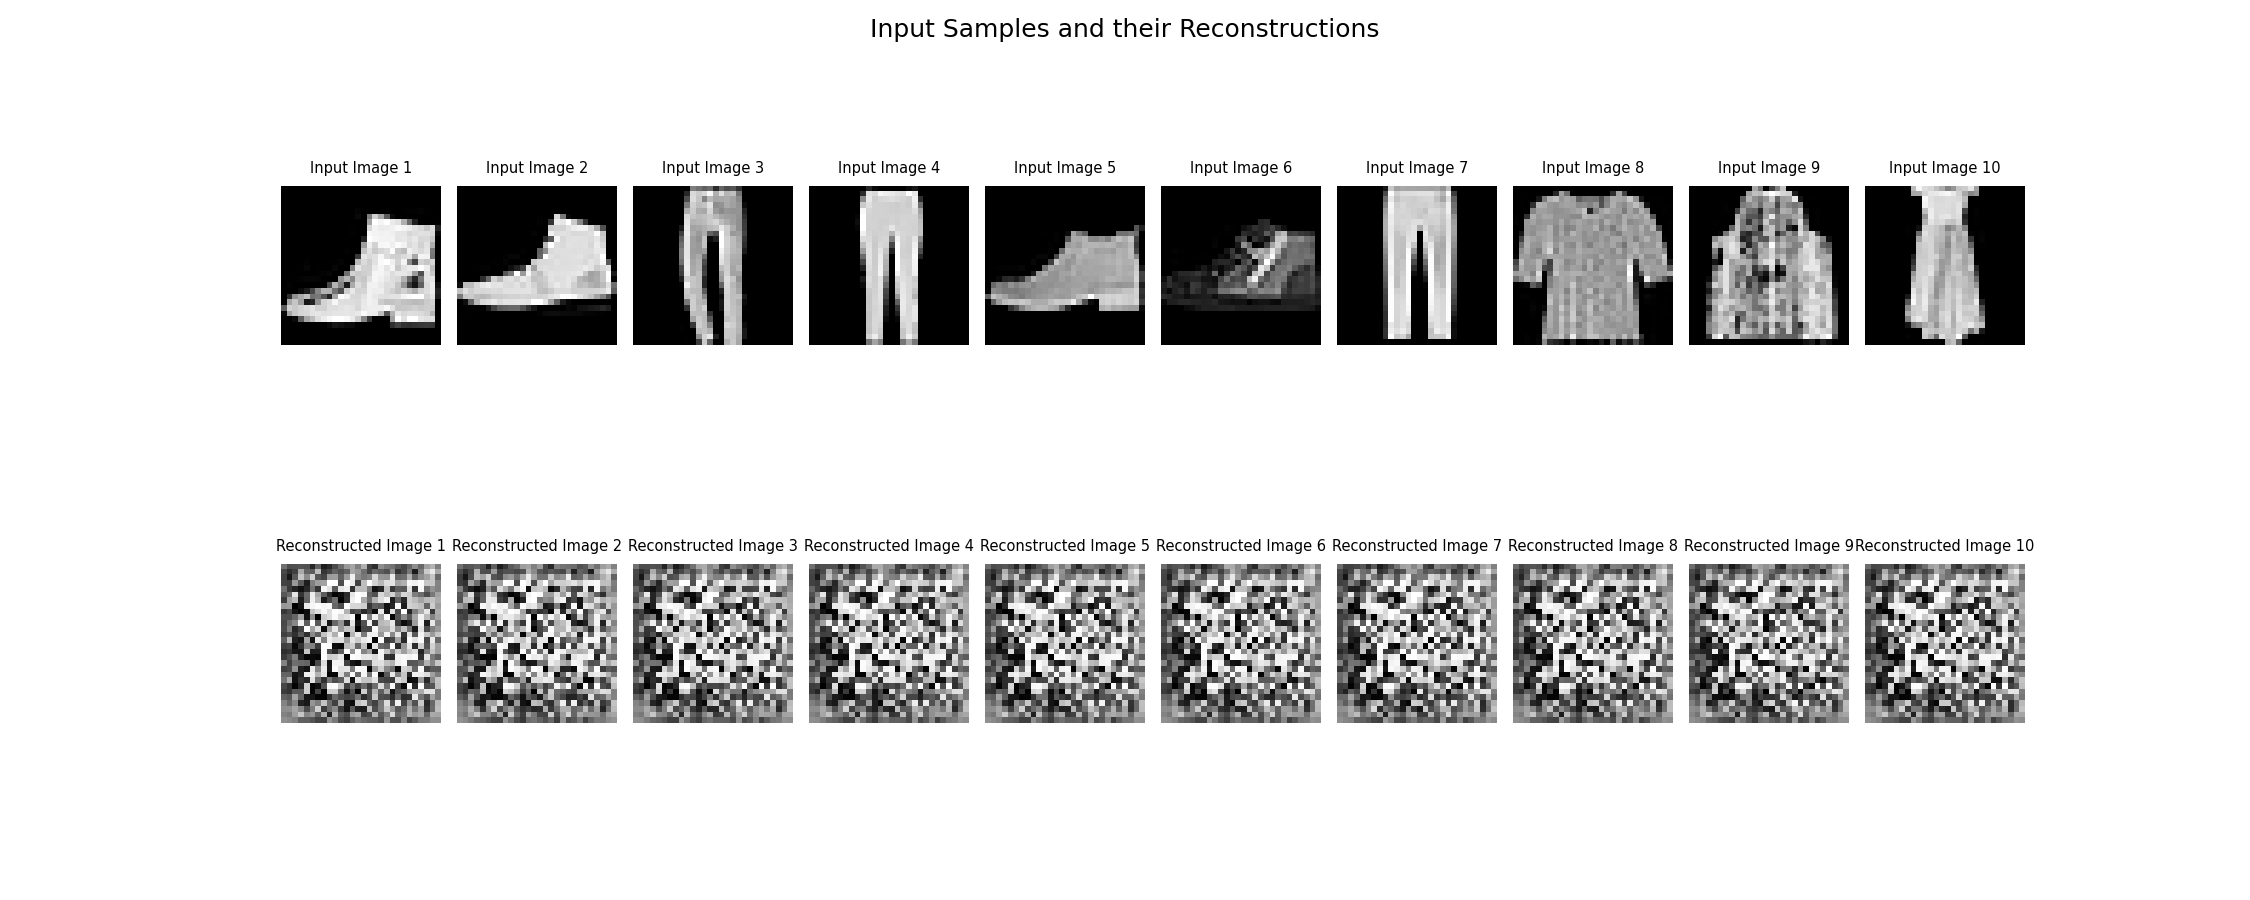 Input Samples and their Reconstructions
Input Image 1 Input Image 2 Input Image 3 Input Image 4 Input Image 5 Input Image 6 Input Image 7 Input Image 8 Input Image 9 Input Image 10
Reconstructed Image 1 Reconstructed Image 2 Reconstructed Image 3 Reconstructed Image 4 Reconstructed Image 5 Reconstructed Image 6 Reconstructed Image 7 Reconstructed Image 8 Reconstructed Image 9 Reconstructed Image 10